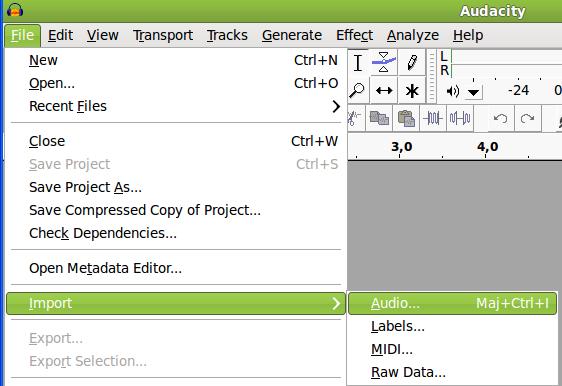 Audacity
File Edit View Transport Tracks Generate Effect Analyze Help
New Ctrl+N
Open... Ctrl+O
Recent Files
Close Ctrl+W
Save Project Ctrl+S
Save Project As...
Save Compressed Copy of Project...
Check Dependencies...
Open Metadata Editor...
Import
Export...
Export Selection...
L
R
-24 0
3,0 4,0
Audio... Maj+Ctrl+I
Labels...
MIDI...
Raw Data...